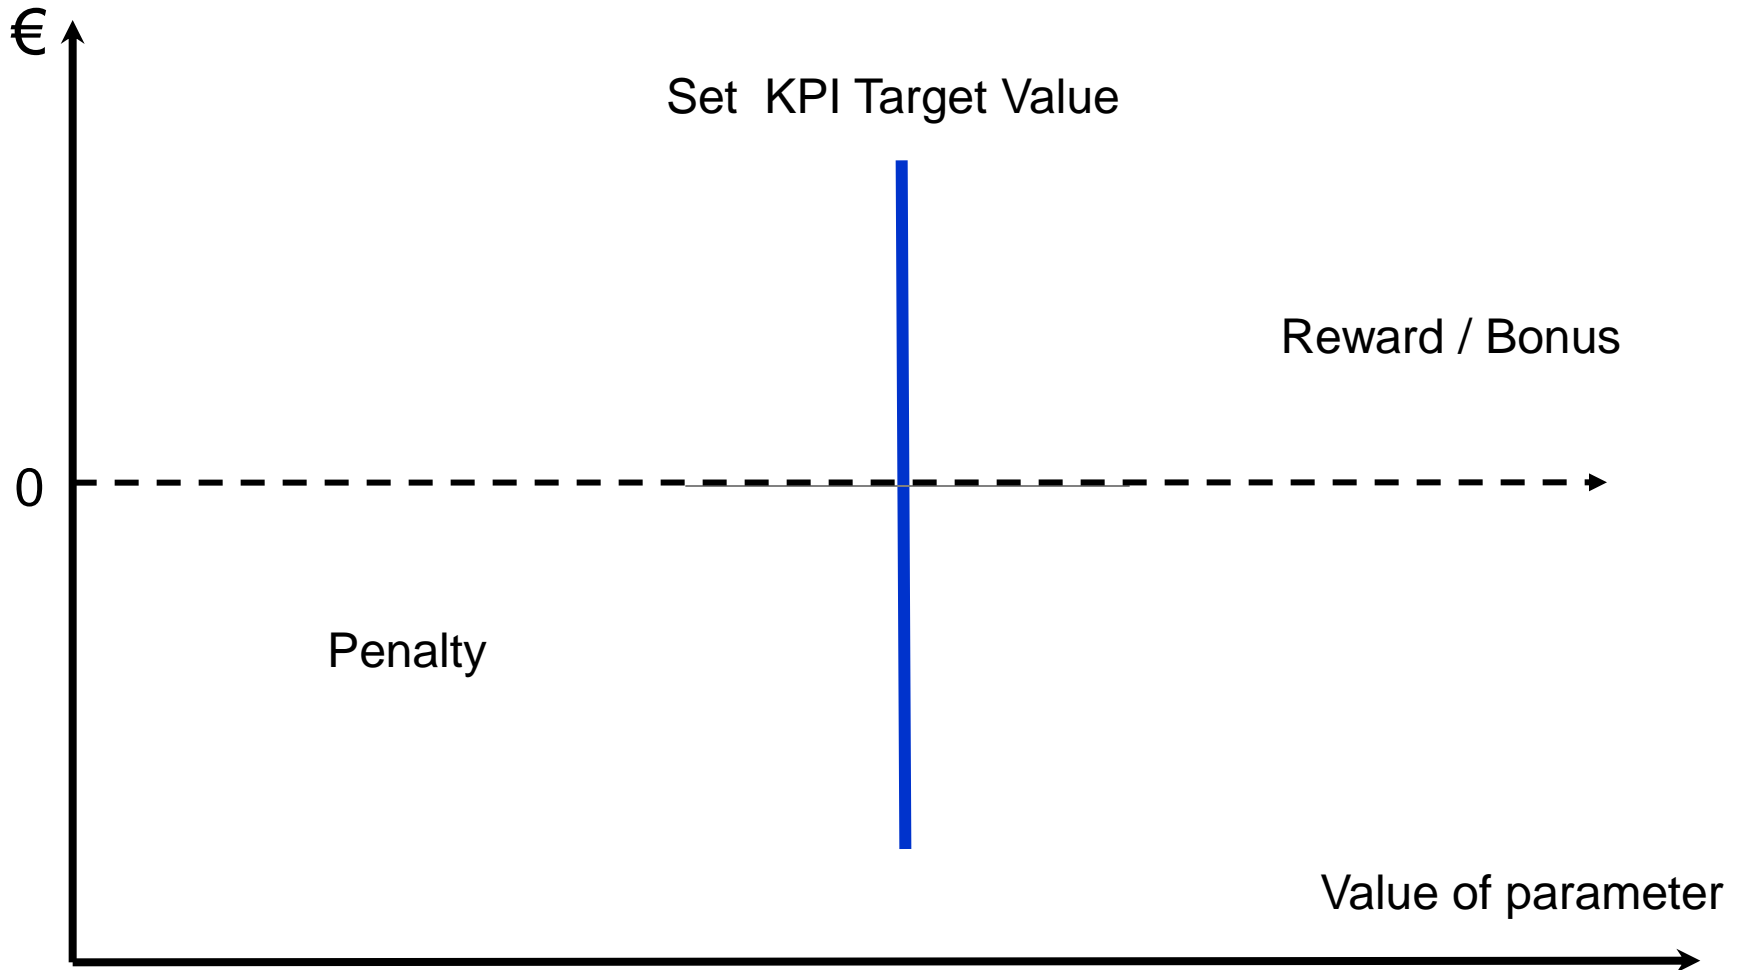 €
Set KPI Target Value
Reward / Bonus
0
Penalty
Value of parameter